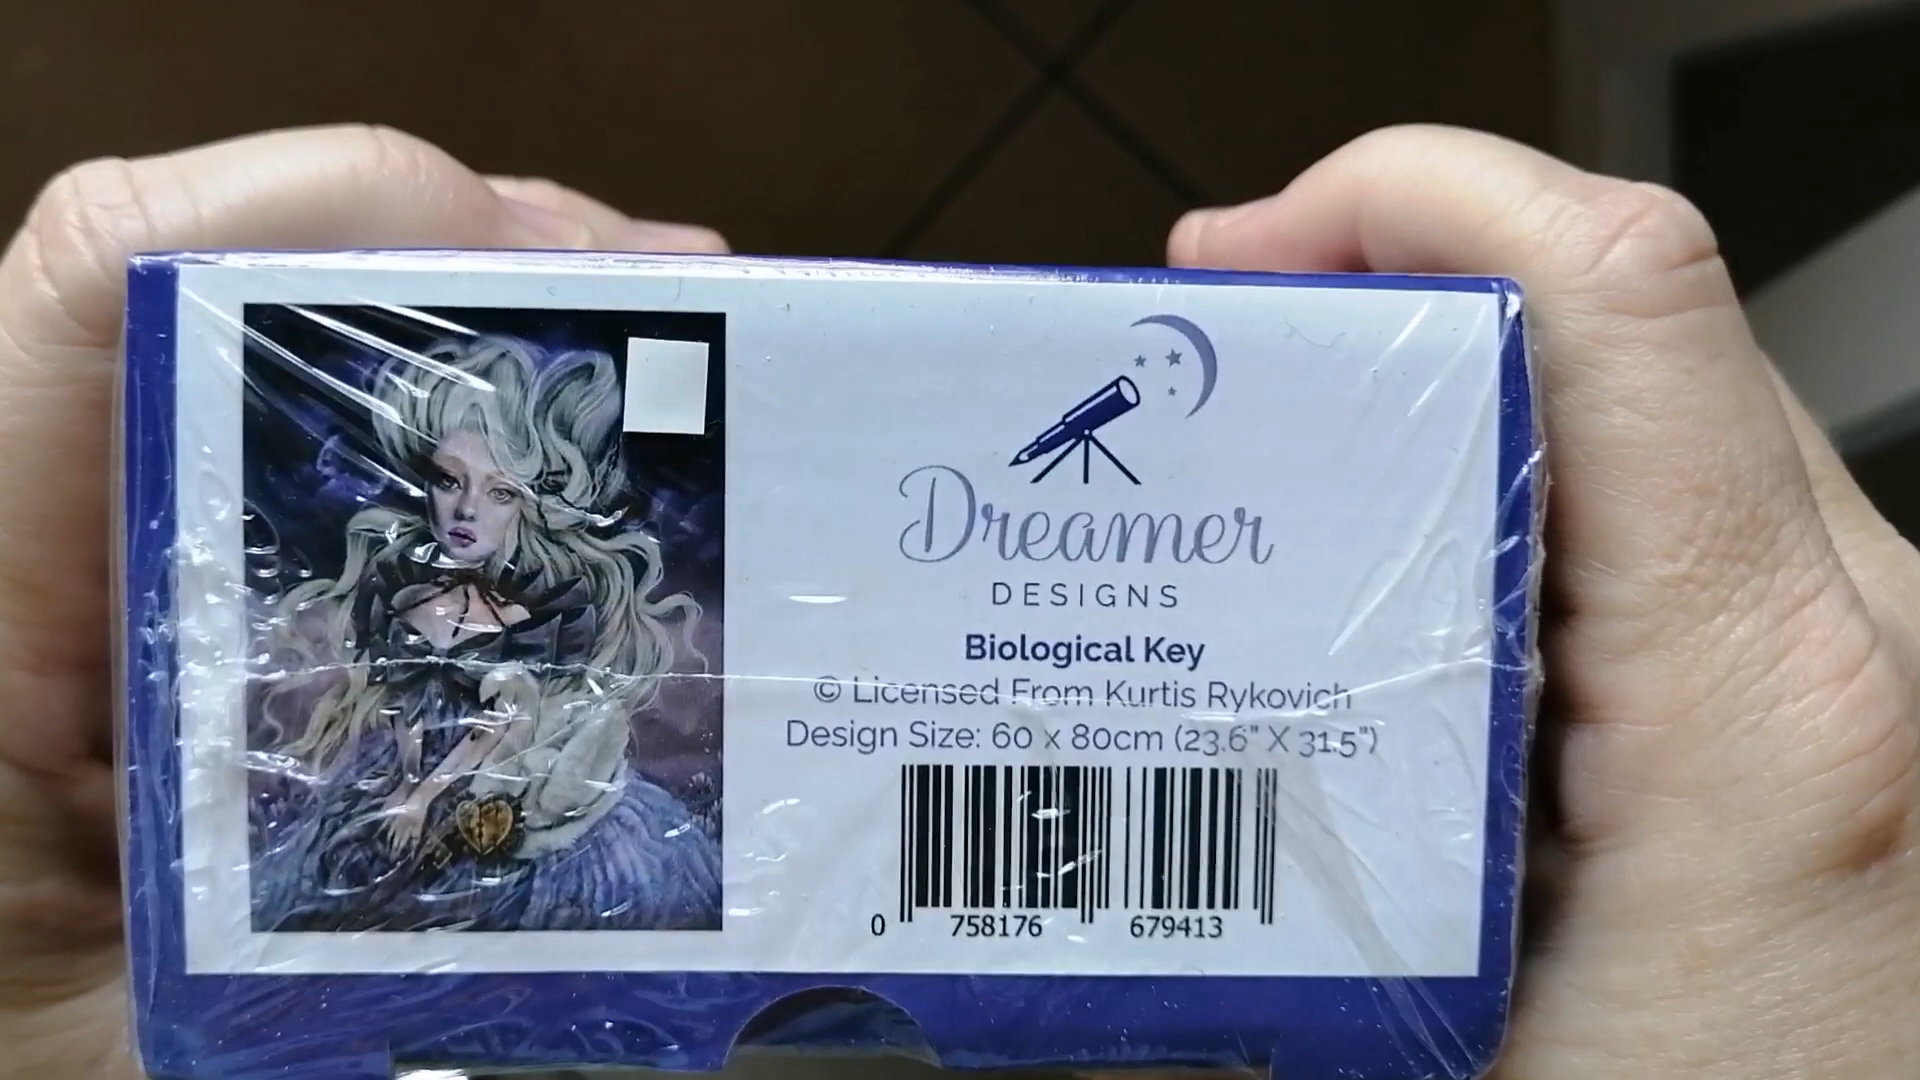 Dreamer
DESIGNS
Biological Key
© Licensed From Kurtis Rykovich
Design Size: 60 x 80cm (23.6" X 31.5")
0 758176 679413